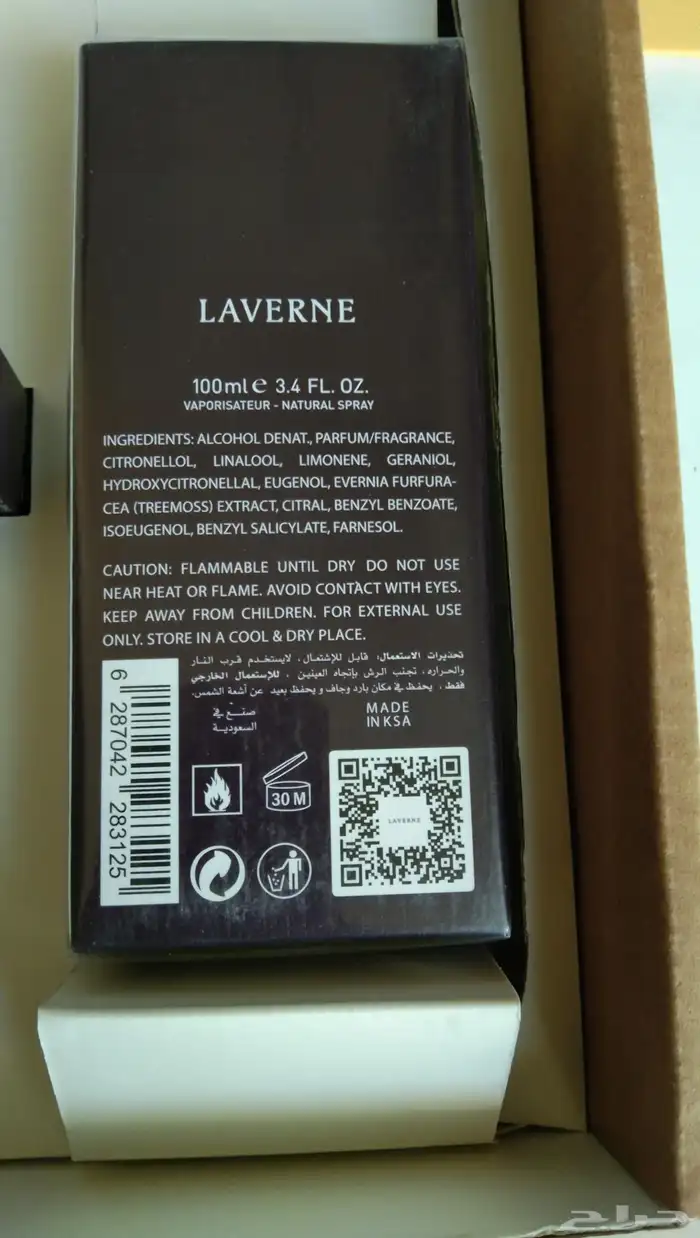 LAVERNE
100ml e 3.4 FL. OZ.
VAPORISATEUR - NATURAL SPRAY
INGREDIENTS: ALCOHOL DENAT., PARFUM/FRAGRANCE,
CITRONELLOL, LINALOOL, LIMONENE, GERANIOL,
HYDROXYCITRONELLAL, EUGENOL, EVERNIA FURFURA-
CEA (TREEMOSS) EXTRACT, CITRAL, BENZYL BENZOATE,
ISOEUGENOL, BENZYL SALICYLATE, FARNESOL.
CAUTION: FLAMMABLE UNTIL DRY DO NOT USE
NEAR HEAT OR FLAME. AVOID CONTACT WITH EYES.
KEEP AWAY FROM CHILDREN. FOR EXTERNAL USE
ONLY. STORE IN A COOL & DRY PLACE.
تحذيرات الاستعمال: قابل للإشتعال، لايستخدم قرب النار
والحراره، تجنب الرش بإتجاه العينين ، للإستعمال الخارجي
فقط، يحفظ في مكان بارد وجاف و يحفظ بعيد عن أشعة الشمس.
صنع في
السعودية
MADE
IN KSA
6 287042 283125
30 M
LAVERNE
حراج